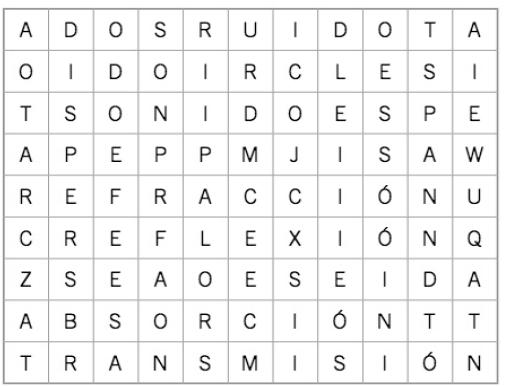 A D O S R U I D O T A
O I D O I R C L E S I
T S O N I D O E S P E
A P E P P M J I S A W
R E F R A C C I Ó N U
C R E F L E X I Ó N Q
Z S E A O E S E I D A
A B S O R C I Ó N T T
T R A N S M I S I Ó N